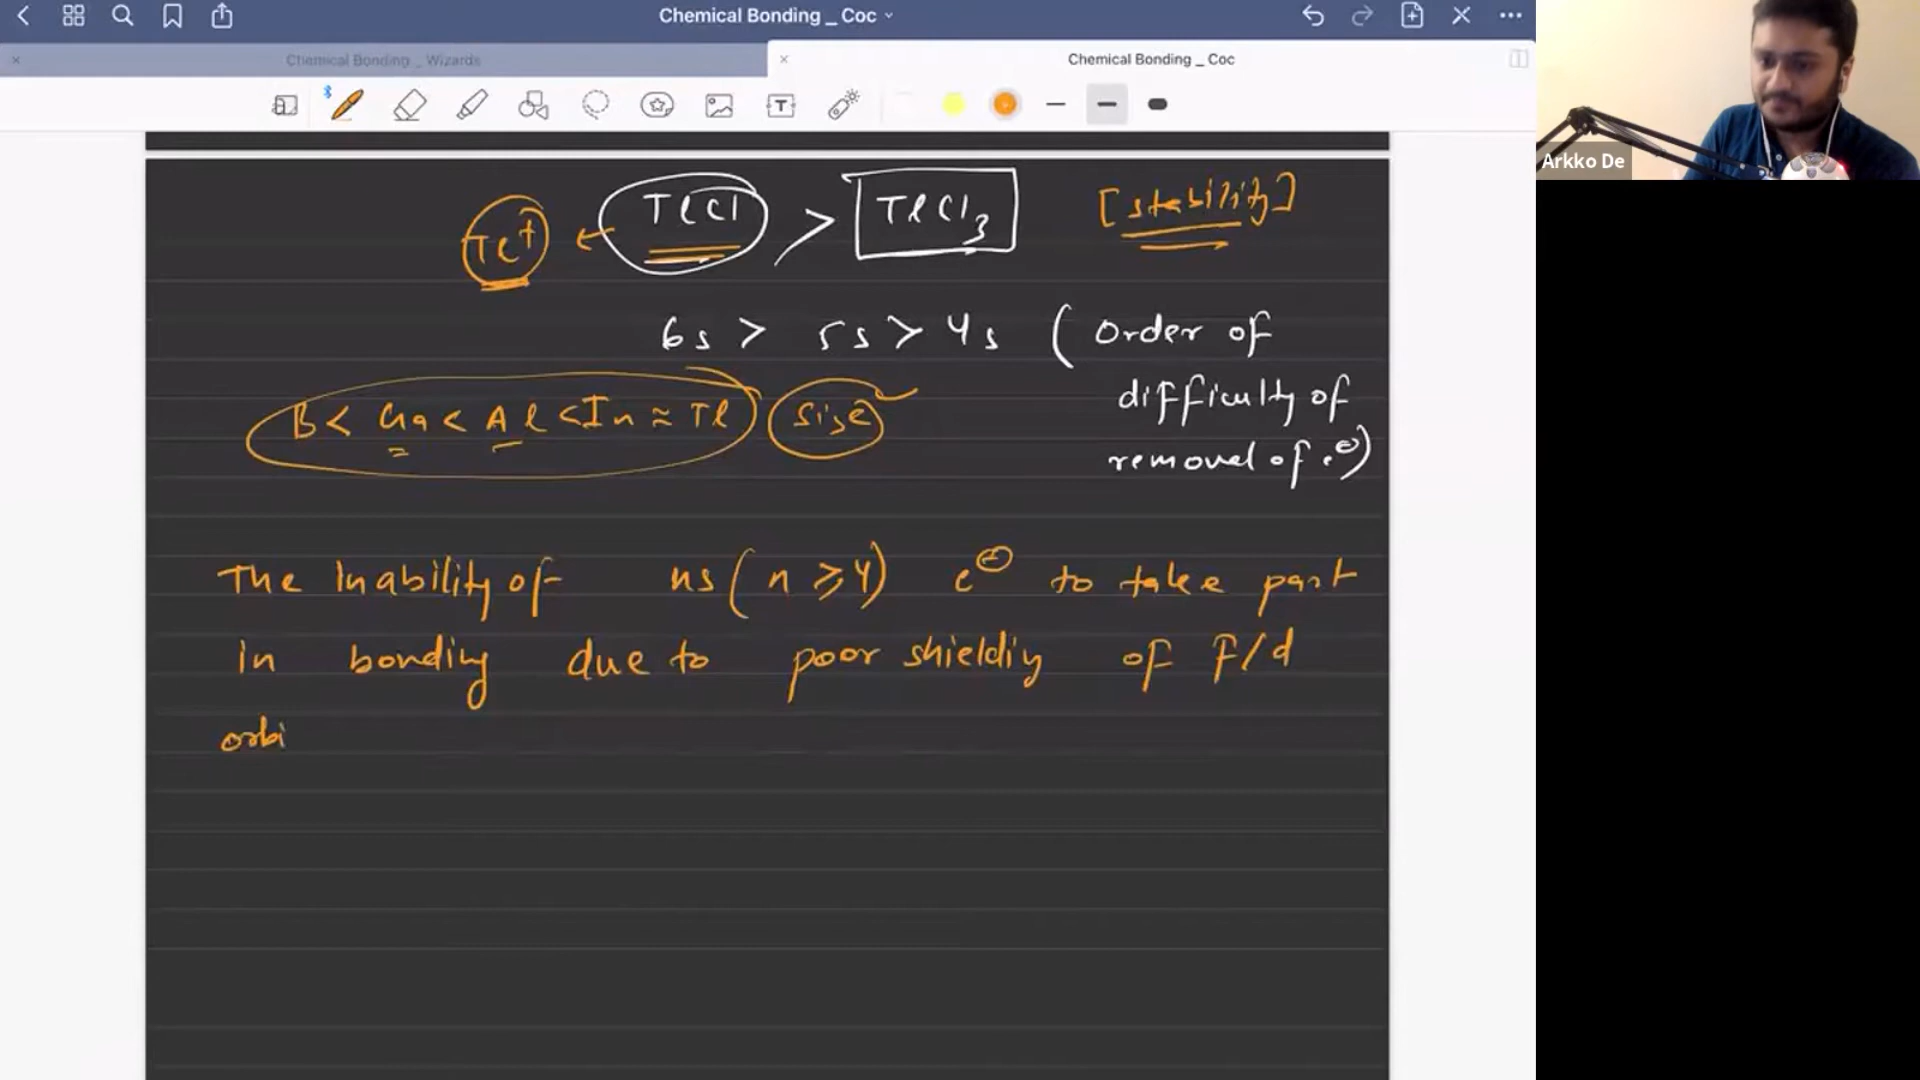 Chemical Bonding _ Coc
Chemical Bonding _ Wizards
Chemical Bonding _ Coc
Arkko De
Tl⁺ ← TlCl > TlCl₃ [stability]
6s > 5s > 4s (Order of
difficulty of
removal of e⊖)
B < Ga < Al < In ≈ Tl Size
The Inability of ns (n ≥ 4) e⊖ to take part
in bonding due to poor shieldiy of f/d
orbi